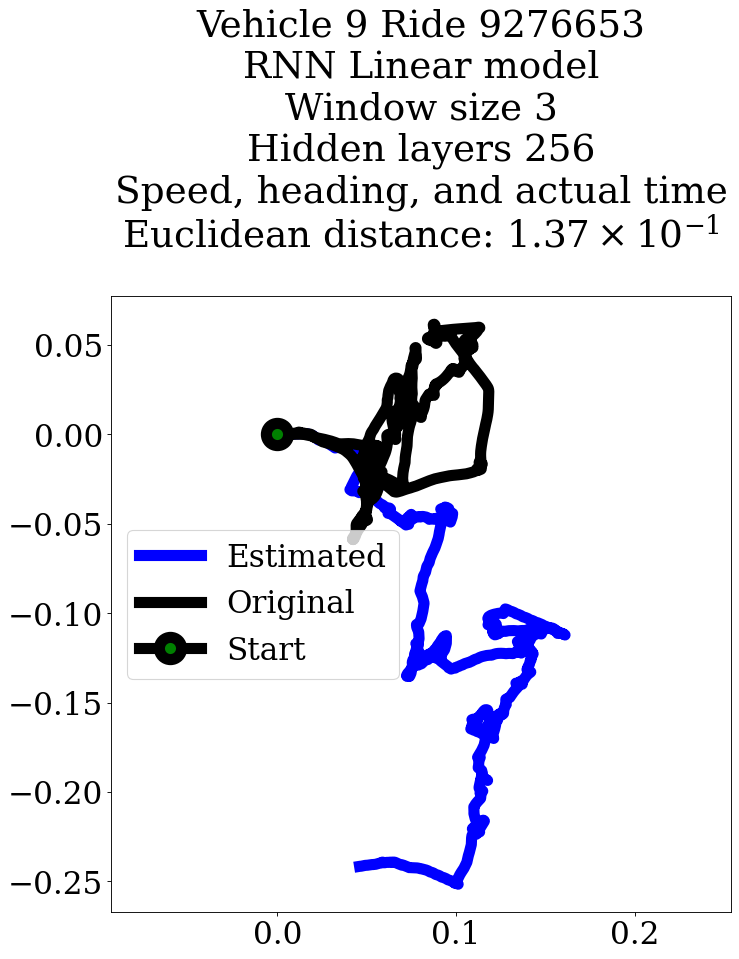 Vehicle 9 Ride 9276653
RNN Linear model
Window size 3
Hidden layers 256
Speed, heading, and actual time
Euclidean distance: 1.37 × 10⁻¹
0.05
0.00
−0.05
−0.10
−0.15
−0.20
−0.25
Estimated
Original
Start
0.0 0.1 0.2